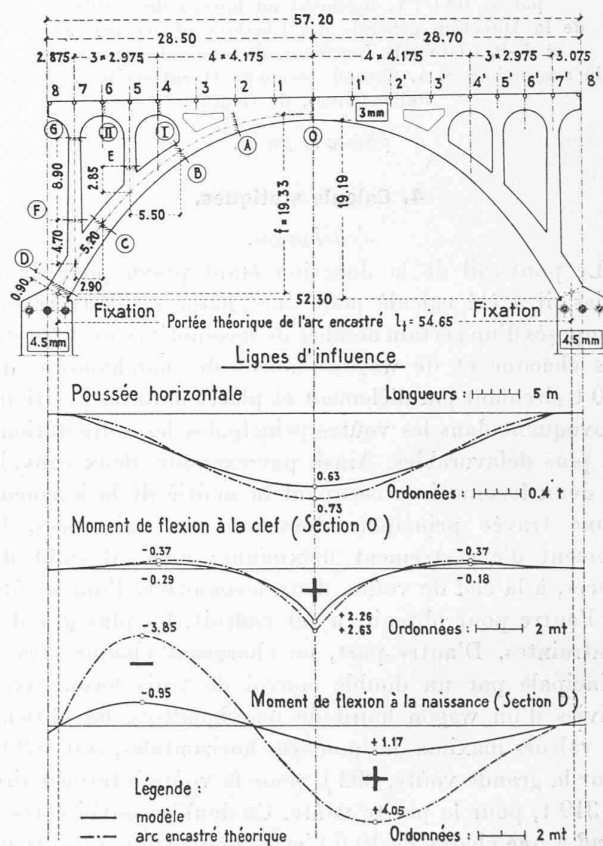 57.20
28.50 28.70
2.875 3 × 2.975 4 × 4.175 4 × 4.175 3 × 2.975 3.075
8 7 6 5 4 3 2 1 1' 2' 3' 4' 5' 6' 7' 8'
3 mm
G II I O A B
E
8.90 2.85 5.50
f = 19.33 19.19
F C
4.70 5.20
D
0.90 2.90 52.30
Fixation Fixation
Portée théorique de l'arc encastré l = 54.65
4.5 mm 4.5 mm
Lignes d'influence
Poussée horizontale Longueurs: 5 m
0.63
0.73 Ordonnées: 0.4 t
Moment de flexion à la clef (Section O)
-0.37 -0.37
-0.29 -0.18
+
+2.26
+2.63 Ordonnées: 2 mt
-3.85
-
-0.95 Moment de flexion à la naissance (Section D)
+1.17
+
+4.05
Légende:
modèle
arc encastré théorique Ordonnées: 2 mt
4. Calculs statiques.